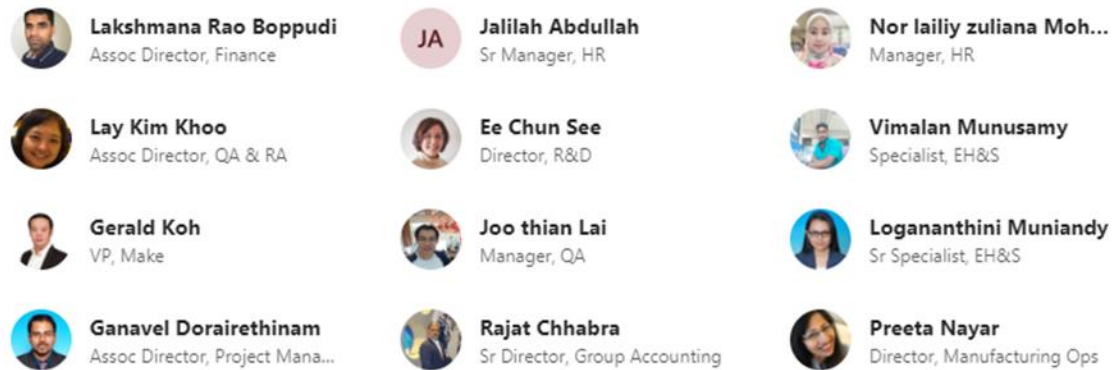 Lakshmana Rao Boppudi
Assoc Director, Finance
JA
Jalilah Abdullah
Sr Manager, HR
Nor lailiy zuliana Moh...
Manager, HR
Lay Kim Khoo
Assoc Director, QA & RA
Ee Chun See
Director, R&D
Vimalan Munusamy
Specialist, EH&S
Gerald Koh
VP, Make
Joo thian Lai
Manager, QA
Logananthini Muniandy
Sr Specialist, EH&S
Ganavel Dorairethinam
Assoc Director, Project Mana...
Rajat Chhabra
Sr Director, Group Accounting
Preeta Nayar
Director, Manufacturing Ops